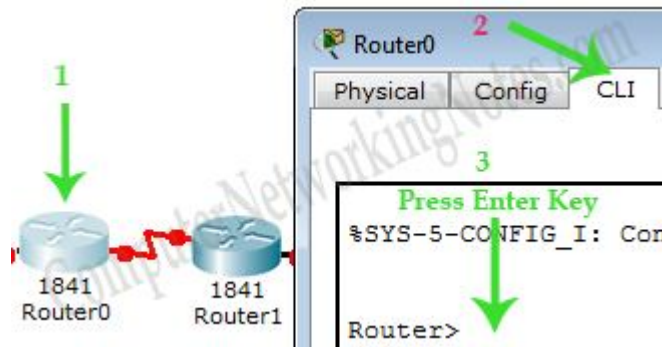 Router0
2
1
Physical
Config
CLI
3
Press Enter Key
%SYS-5-CONFIG_I: Con
Router>
1841
Router0
1841
Router1
ComputerNetworkingNotes.com